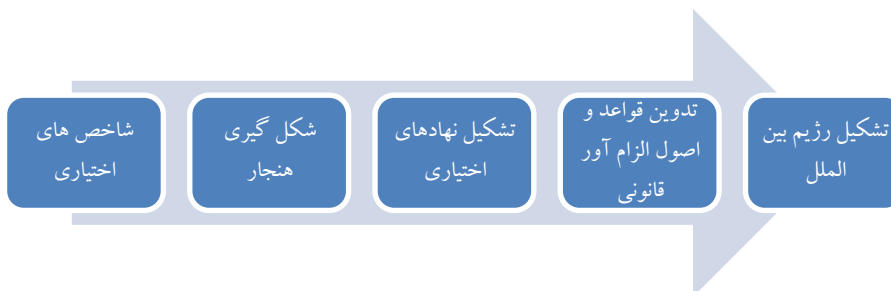 شاخص های
اختیاری
شکل گیری
هنجار
تشکیل نهادهای
اختیاری
تدوین قواعد و
اصول الزام آور
قانونی
تشکیل رژیم بین
الملل